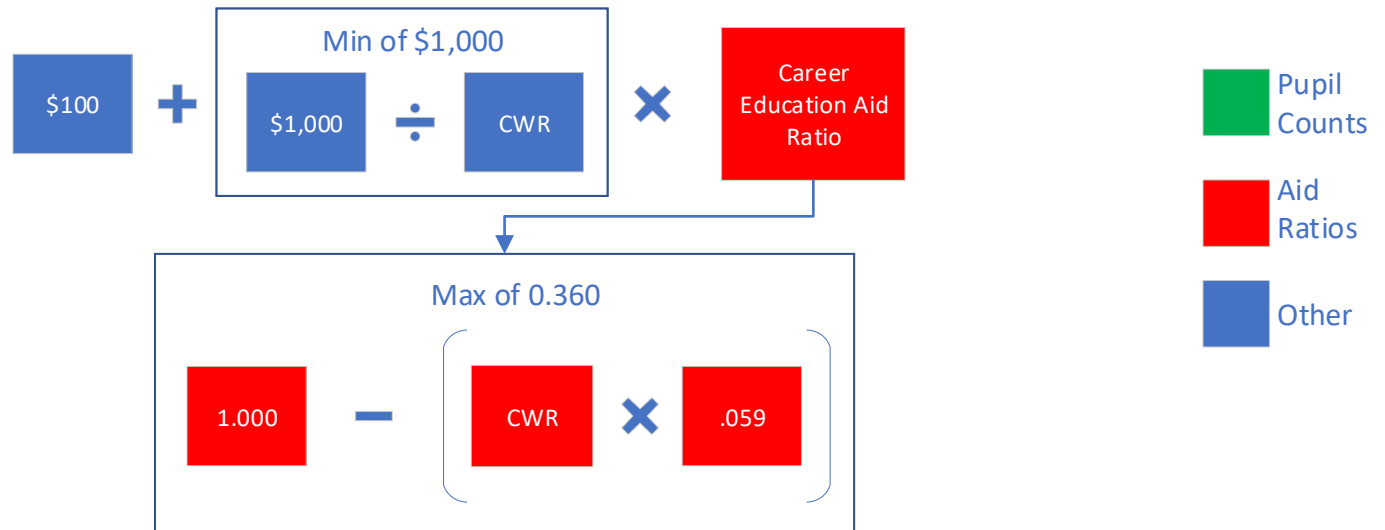 Min of $1,000
$100
+
$1,000
÷
CWR
×
Career
Education Aid
Ratio
Max of 0.360
1.000
−
CWR
×
.059
Pupil
Counts
Aid
Ratios
Other